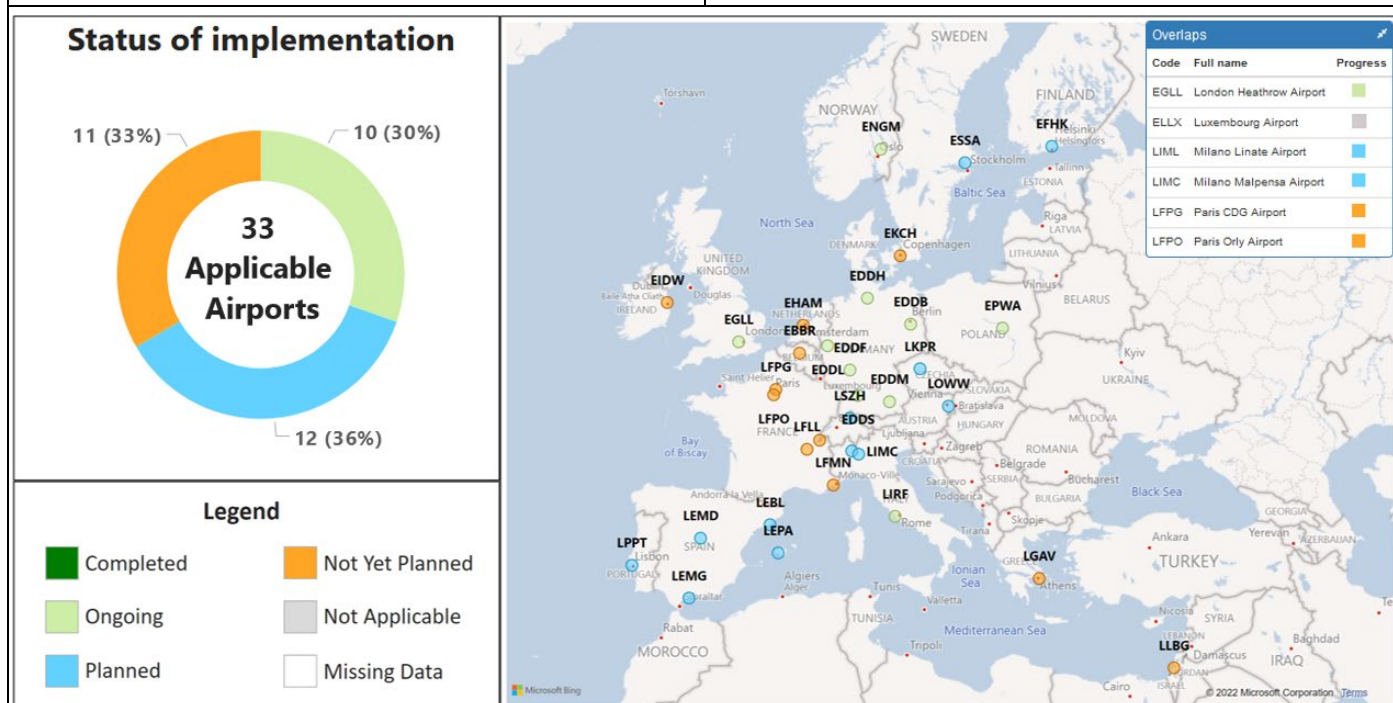 Status of implementation
11 (33%)
10 (30%)
33
Applicable
Airports
12 (36%)
Legend
Completed
Not Yet Planned
Ongoing
Not Applicable
Planned
Missing Data
Overlaps
Code Full name Progress
EGLL London Heathrow Airport
ELLX Luxembourg Airport
LIML Milano Linate Airport
LIMC Milano Malpensa Airport
LFPG Paris CDG Airport
LFPO Paris Orly Airport
SWEDEN
Torshavn
FINLAND
NORWAY
ENGM
Oslo
ESSA
Stockholm
EFHK
Helsinki
Helsingfors
Tallinn
ESTONIA
Baltic Sea
North Sea
Riga
LATVIA
EKCH
DENMARK
Copenhagen
LITHUANIA
Vilnius
UNITED
KINGDOM
EIDW
Dublin
Baile Átha Cliath
IRELAND
Douglas
EDDH
EHAM
NETHERLANDS
EDDB
Berlin
EPWA
POLAND
BELARUS
EGLL
London
EBBR
Amsterdam
EDDF
LKPR
CZECHIA
Kyiv
UKRAINE
LFPG
Paris
Saint Helier
EDDL
Luxembourg
EDDM
LOWW
Vienna
SLOVAKIA
Bratislava
LSZH
LFPO
FRANCE
LFLL
EDDS
AUSTRIA
HUNGARY
MOLDOVA
Ljubljana
Zagreb
CROATIA
ROMANIA
Bay
of Biscay
LIMC
LFMN
Monaco-Ville
Belgrade
Sarajevo
SERBIA
Bucharest
Black Sea
Andorra la Vella
LEBL
LIRF
Rome
Podgorica
BULGARIA
Skopje
Tirana
GEORGIA
LEMD
SPAIN
LEPA
LPPT
Lisbon
PORTUGAL
LEMG
Gibraltar
Algiers
Alger
Tunis
Ionian
Sea
LGAV
GREECE
Athens
Ankara
TURKEY
Yerevan
AZERBAIJAN
Valletta
Nicosia
SYRIA
Rabat
MOROCCO
TUNISIA
Tripoli
Mediterranean Sea
LEBANON
Damascus
LLBG
JORDAN
ISRAEL
Baghdad
IRAQ
Cairo
Microsoft Bing
© 2022 Microsoft Corporation Terms